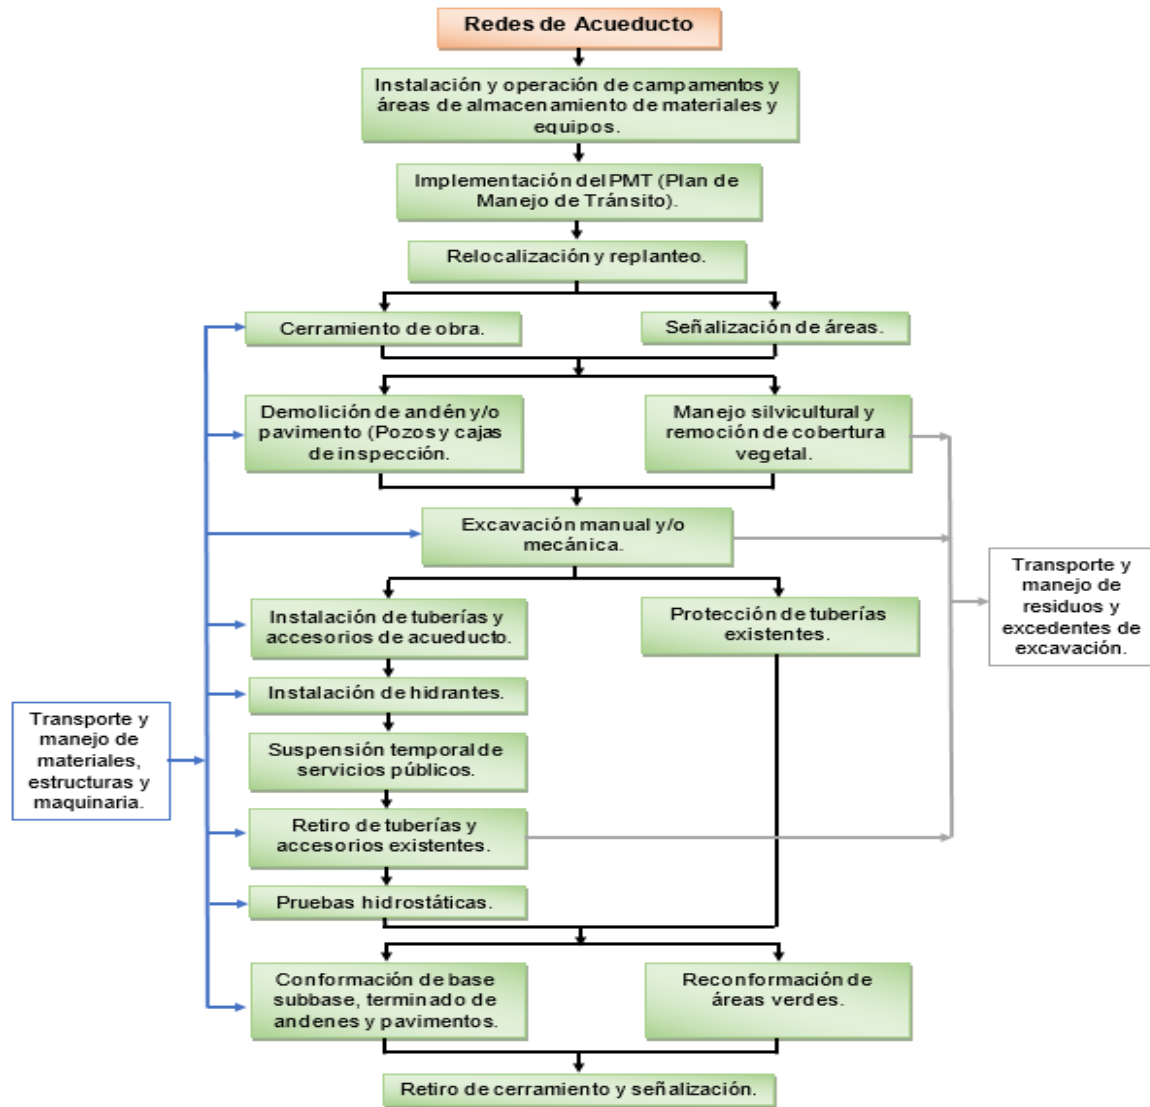 Redes de Acueducto
Instalación y operación de campamentos y
áreas de almacenamiento de materiales y
equipos.
Implementación del PMT (Plan de
Manejo de Tránsito).
Relocalización y replanteo.
Cerramiento de obra.
Señalización de áreas.
Demolición de andén y/o
pavimento (Pozos y cajas
de inspección.
Manejo silvicultural y
remoción de cobertura
vegetal.
Excavación manual y/o
mecánica.
Transporte y
manejo de
residuos y
excedentes de
excavación.
Instalación de tuberías y
accesorios de acueducto.
Protección de tuberías
existentes.
Instalación de hidrantes.
Transporte y
manejo de
materiales,
estructuras y
maquinaria.
Suspensión temporal de
servicios públicos.
Retiro de tuberías y
accesorios existentes.
Pruebas hidrostáticas.
Conformación de base
subbase, terminado de
andenes y pavimentos.
Reconformación de
áreas verdes.
Retiro de cerramiento y señalización.